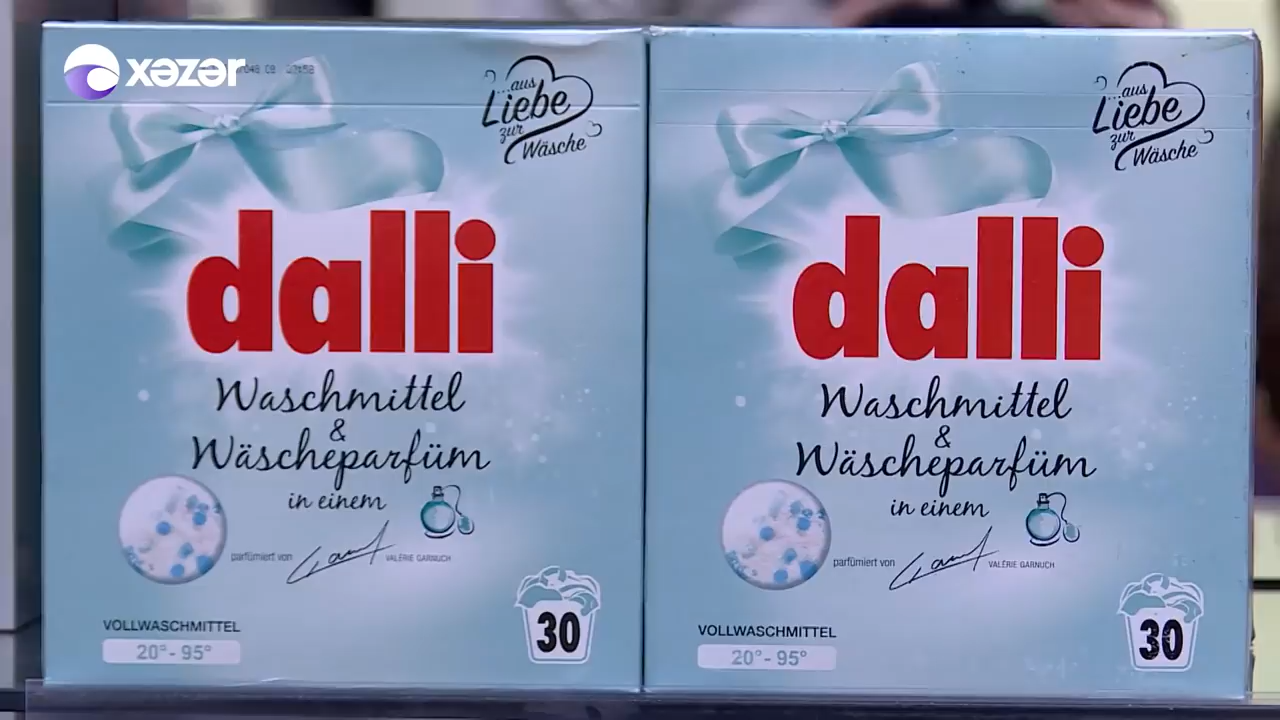 xəzər
...aus
Liebe
zur
Wäsche
dalli
Waschmittel
&
Wäscheparfüm
in einem
parfümiert von
VALÉRIE GARNUCH
VOLLWASCHMITTEL
20°- 95°
30
...aus
Liebe
zur
Wäsche
dalli
Waschmittel
&
Wäscheparfüm
in einem
parfümiert von
VALÉRIE GARNUCH
VOLLWASCHMITTEL
20°- 95°
30